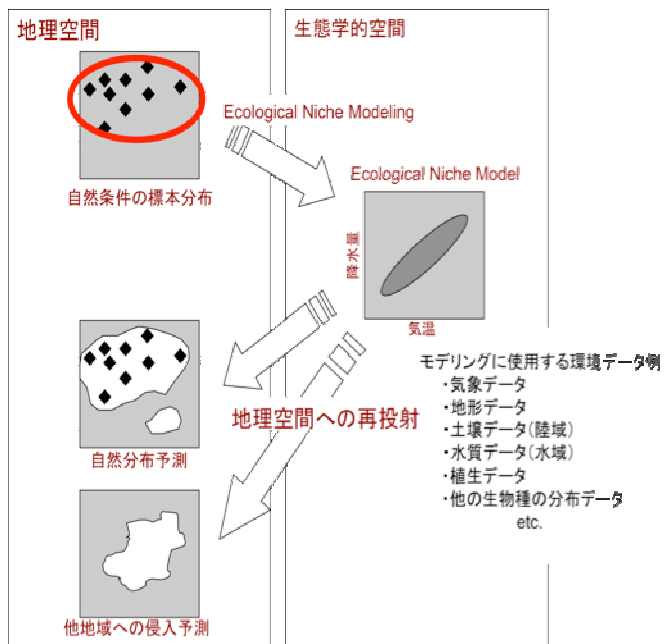 地理空間
生態学的空間
Ecological Niche Modeling
自然条件の標本分布
Ecological Niche Model
降水量
気温
モデリングに使用する環境データ例
・気象データ
・地形データ
・土壌データ(陸域)
・水質データ(水域)
・植生データ
・他の生物種の分布データ
etc.
地理空間への再投射
自然分布予測
他地域への侵入予測